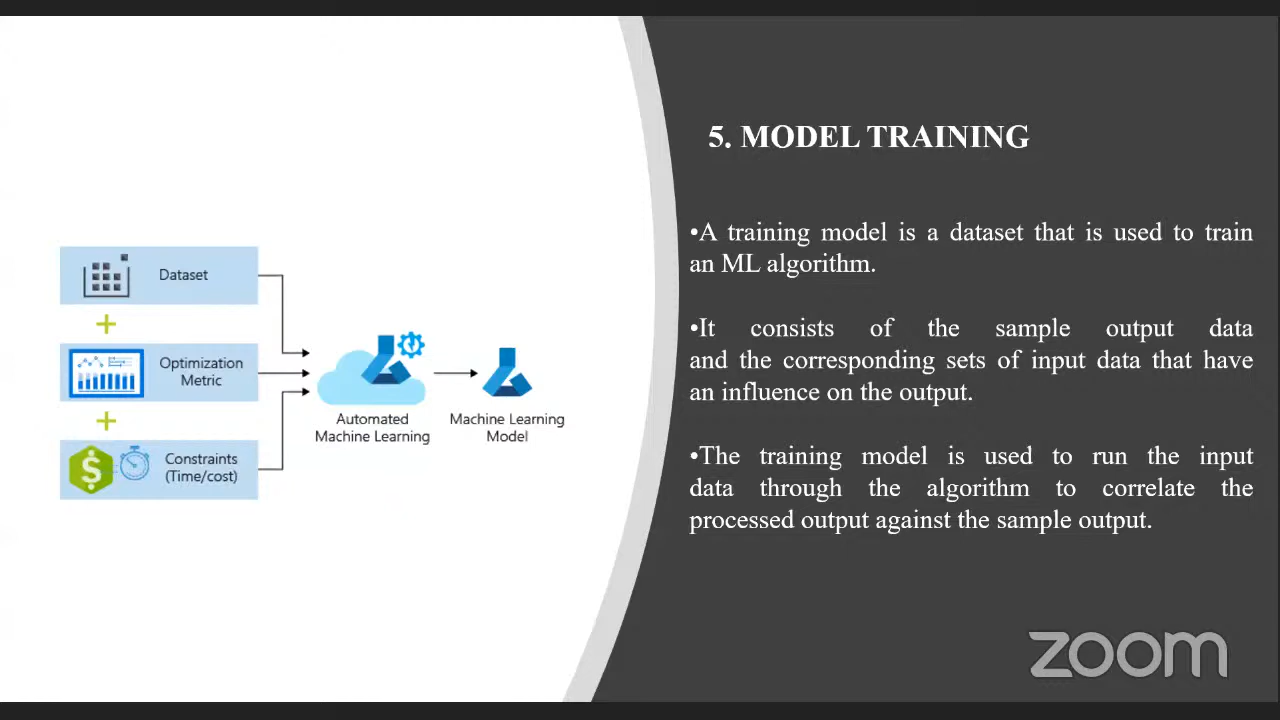 5. MODEL TRAINING
•A training model is a dataset that is used to train
an ML algorithm.
•It consists of the sample output data
and the corresponding sets of input data that have
an influence on the output.
•The training model is used to run the input
data through the algorithm to correlate the
processed output against the sample output.
Dataset
+
Optimization
Metric
+
$
Constraints
(Time/cost)
Automated
Machine Learning
Machine Learning
Model
zoom